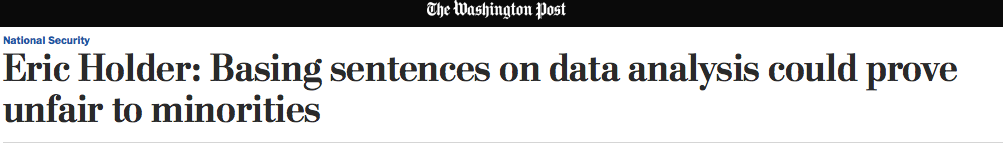 The Washington Post
National Security
Eric Holder: Basing sentences on data analysis could prove
unfair to minorities